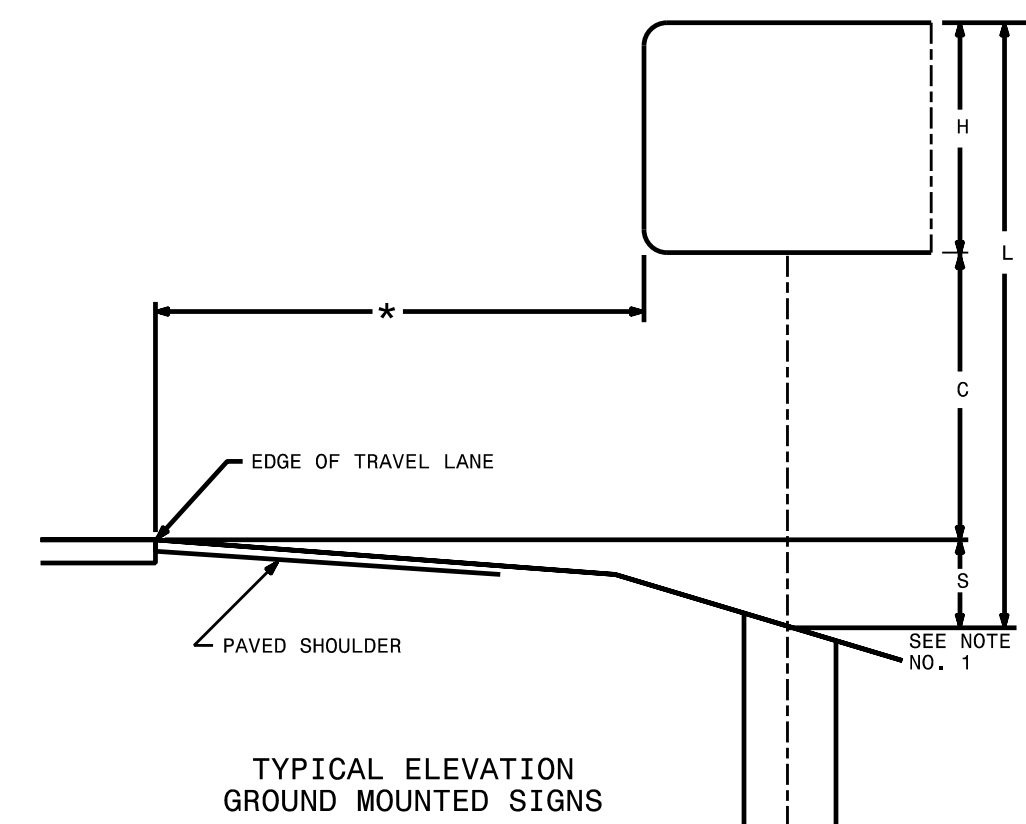 H
L
*
C
EDGE OF TRAVEL LANE
S
PAVED SHOULDER
SEE NOTE
NO. 1
TYPICAL ELEVATION
GROUND MOUNTED SIGNS